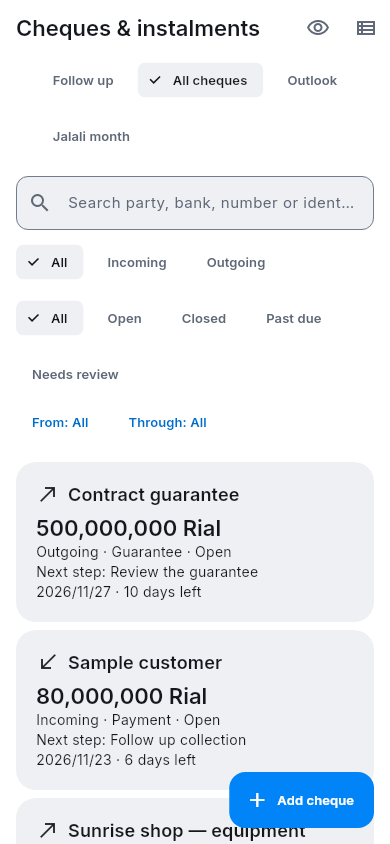 Cheques & instalments
Follow up
All cheques
Outlook
Jalali month
Search party, bank, number or ident...
All
Incoming
Outgoing
All
Open
Closed
Past due
Needs review
From: All
Through: All
Contract guarantee
500,000,000 Rial
Outgoing · Guarantee · Open
Next step: Review the guarantee
2026/11/27 · 10 days left
Sample customer
80,000,000 Rial
Incoming · Payment · Open
Next step: Follow up collection
2026/11/23 · 6 days left
Add cheque
Sunrise shop — equipment